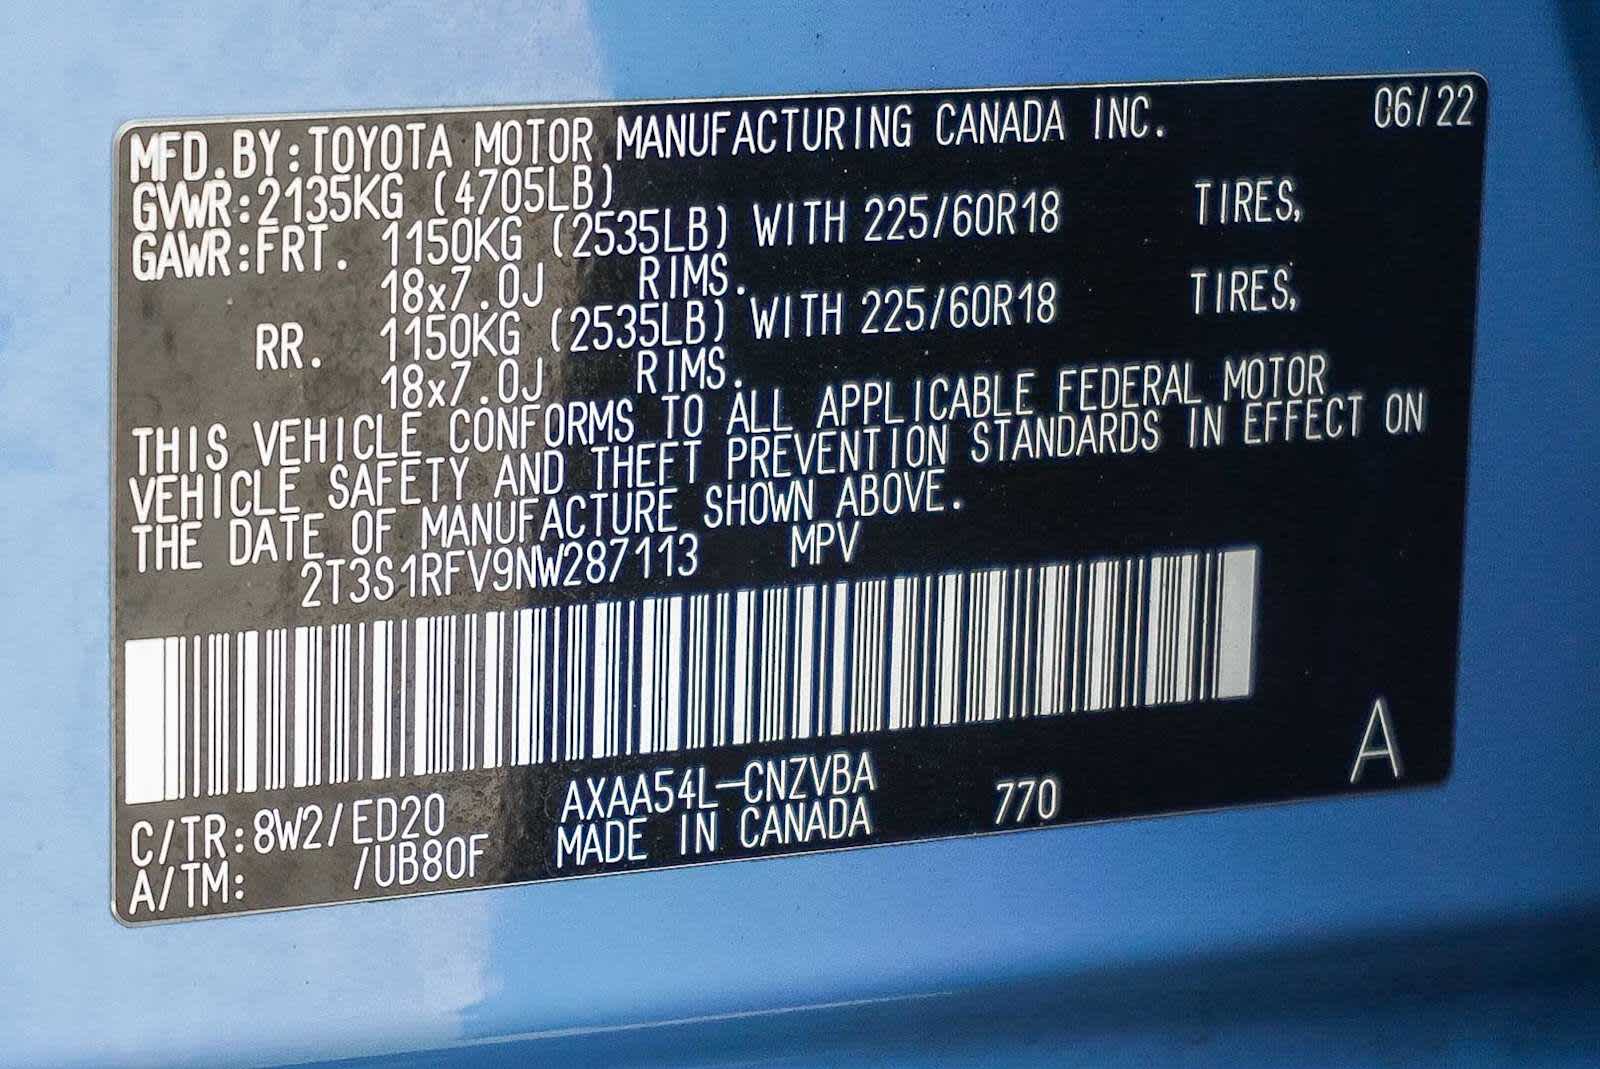 MFD.BY:TOYOTA MOTOR MANUFACTURING CANADA INC. 06/22
GVWR:2135KG (4705LB)
GAWR:FRT. 1150KG (2535LB) WITH 225/60R18 TIRES,
18x7.0J RIMS.
RR. 1150KG (2535LB) WITH 225/60R18 TIRES,
18x7.0J RIMS.
THIS VEHICLE CONFORMS TO ALL APPLICABLE FEDERAL MOTOR
VEHICLE SAFETY AND THEFT PREVENTION STANDARDS IN EFFECT ON
THE DATE OF MANUFACTURE SHOWN ABOVE.
2T3S1RFV9NW287113 MPV
C/TR:8W2/ED20 AXAA54L-CNZVBA 770 A
A/TM: /UB80F MADE IN CANADA